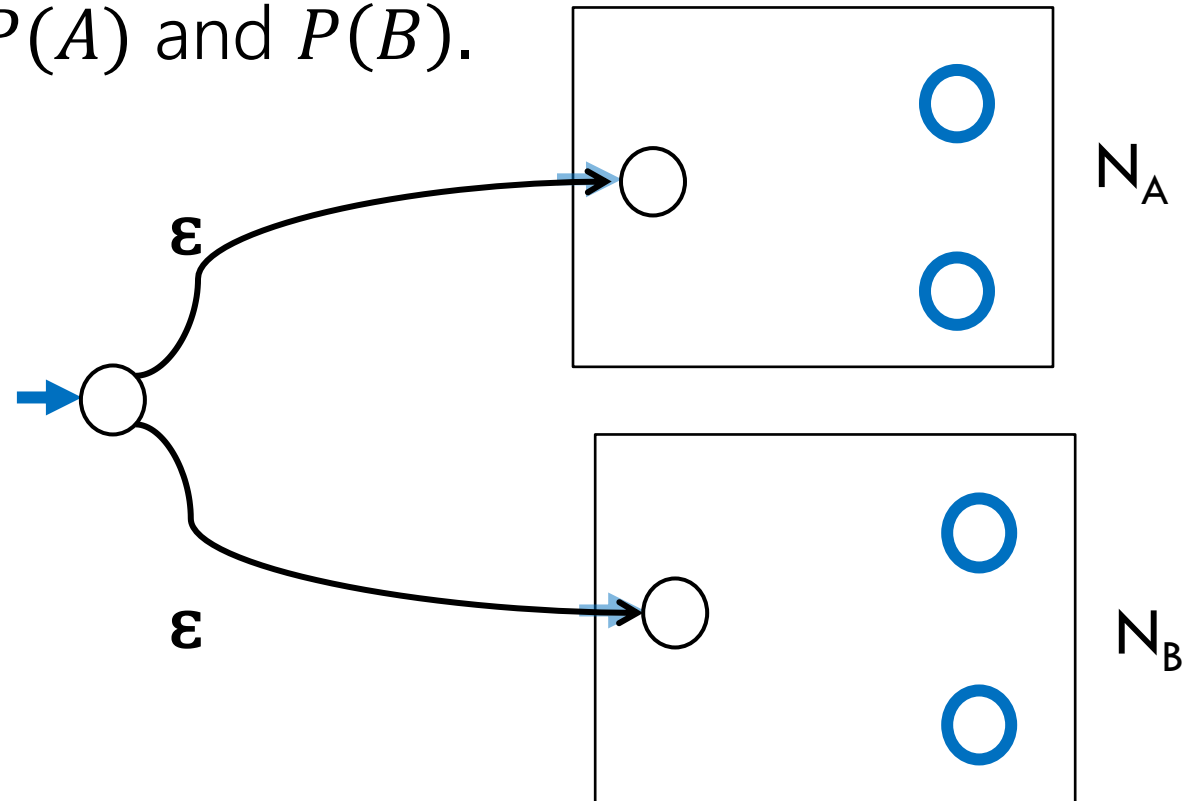 P(A) and P(B).
N_A
ε
ε
N_B